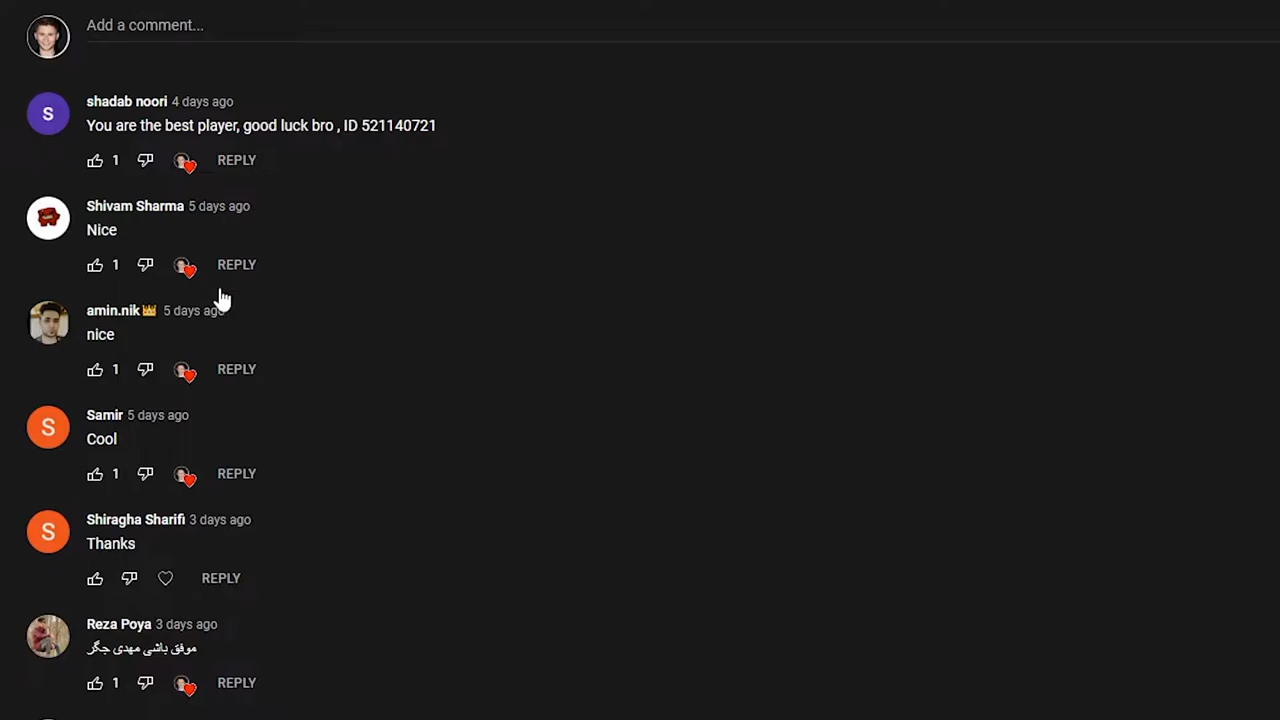 Add a comment...
shadab noori 4 days ago
S
You are the best player, good luck bro , ID 521140721
1 REPLY
Shivam Sharma 5 days ago
Nice
1 REPLY
amin.nik👑 5 days ago
nice
1 REPLY
Samir 5 days ago
S
Cool
1 REPLY
Shiragha Sharifi 3 days ago
S
Thanks
REPLY
Reza Poya 3 days ago
موفق باشی مهدی جگر
1 REPLY